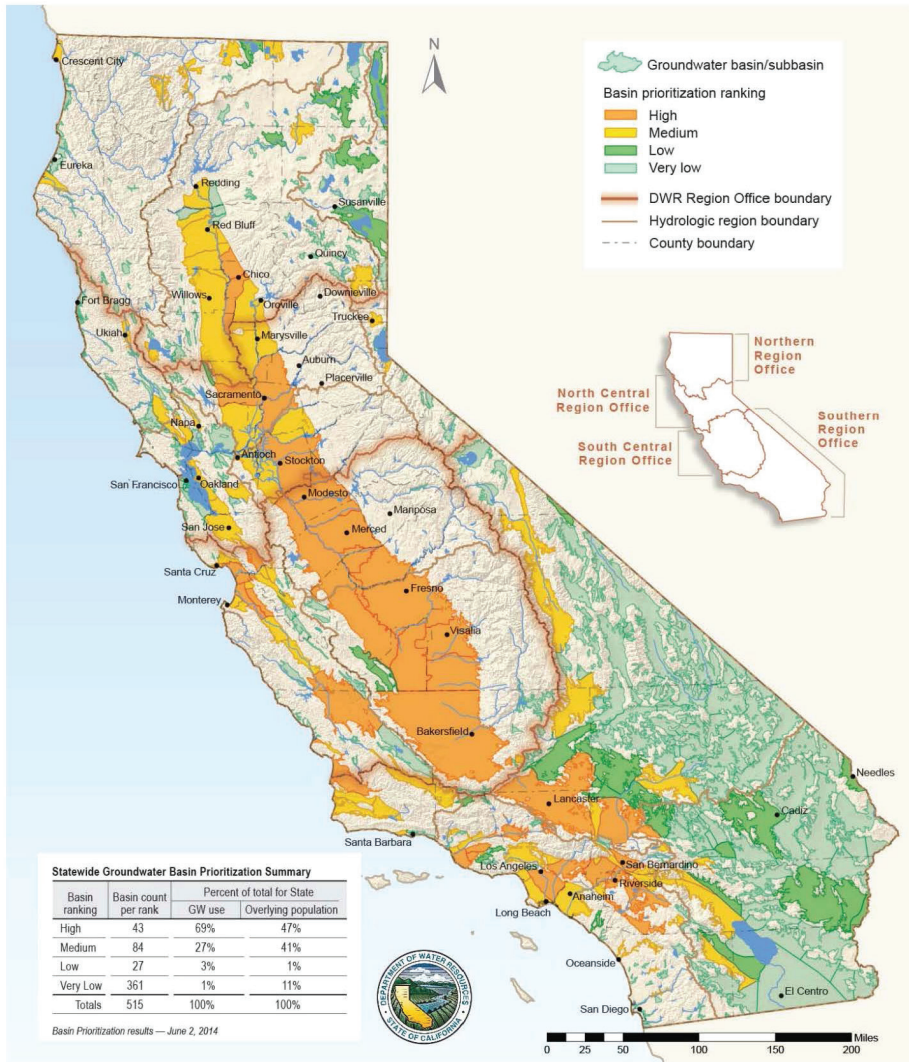 Crescent City
N
Groundwater basin/subbasin
Basin prioritization ranking
High
Medium
Low
Very low
DWR Region Office boundary
Hydrologic region boundary
County boundary
Eureka
Redding
Susanville
Red Bluff
Quincy
Chico
Willows
Oroville
Downieville
Fort Bragg
Truckee
Ukiah
Marysville
Auburn
Placerville
Sacramento
Napa
Antioch
Stockton
San Francisco
Oakland
Modesto
Mariposa
San Jose
Merced
Santa Cruz
Monterey
Fresno
Visalia
Bakersfield
Northern
Region
Office
North Central
Region Office
Southern
Region
Office
South Central
Region Office
Needles
Lancaster
Cadiz
Santa Barbara
Los Angeles
San Bernardino
Riverside
Anaheim
Long Beach
Oceanside
El Centro
San Diego
Statewide Groundwater Basin Prioritization Summary
Basin ranking Basin count per rank Percent of total for State
GW use Overlying population
High 43 69% 47%
Medium 84 27% 41%
Low 27 3% 1%
Very Low 361 1% 11%
Totals 515 100% 100%
Basin Prioritization results — June 2, 2014
DEPARTMENT OF WATER RESOURCES
STATE OF CALIFORNIA
0 25 50 100 150 200 Miles